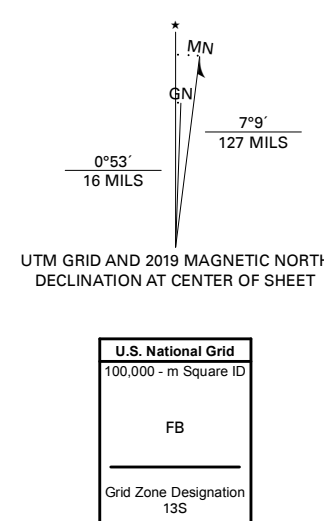 ★
MN
GN
7°9´
127 MILS
0°53´
16 MILS
UTM GRID AND 2019 MAGNETIC NORTH
DECLINATION AT CENTER OF SHEET
U.S. National Grid
100,000 - m Square ID
FB
Grid Zone Designation
13S